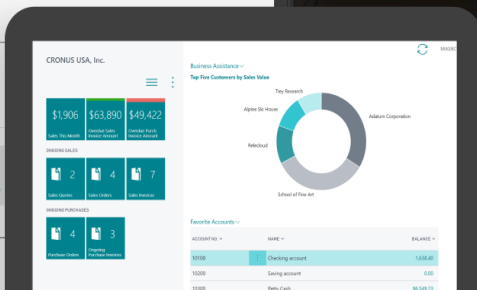 CRONUS USA, Inc.
Business Assistance
Top Five Customers by Sales Value
Trey Research
Alpine Ski House
Adatum Corporation
Relecloud
School of Fine Art
$1,906
Sales This Month
$63,890
Overdue Sales
Invoice Amount
$49,422
Overdue Purch.
Invoice Amount
ONGOING SALES
2
Sales Quotes
4
Sales Orders
7
Sales Invoices
ONGOING PURCHASES
4
Purchase Orders
3
Ongoing
Purchase Invoices
Favorite Accounts
ACCOUNT NO. NAME BALANCE
10100 Checking account 1,636.40
10200 Saving account 0.00
10300 Petty Cash